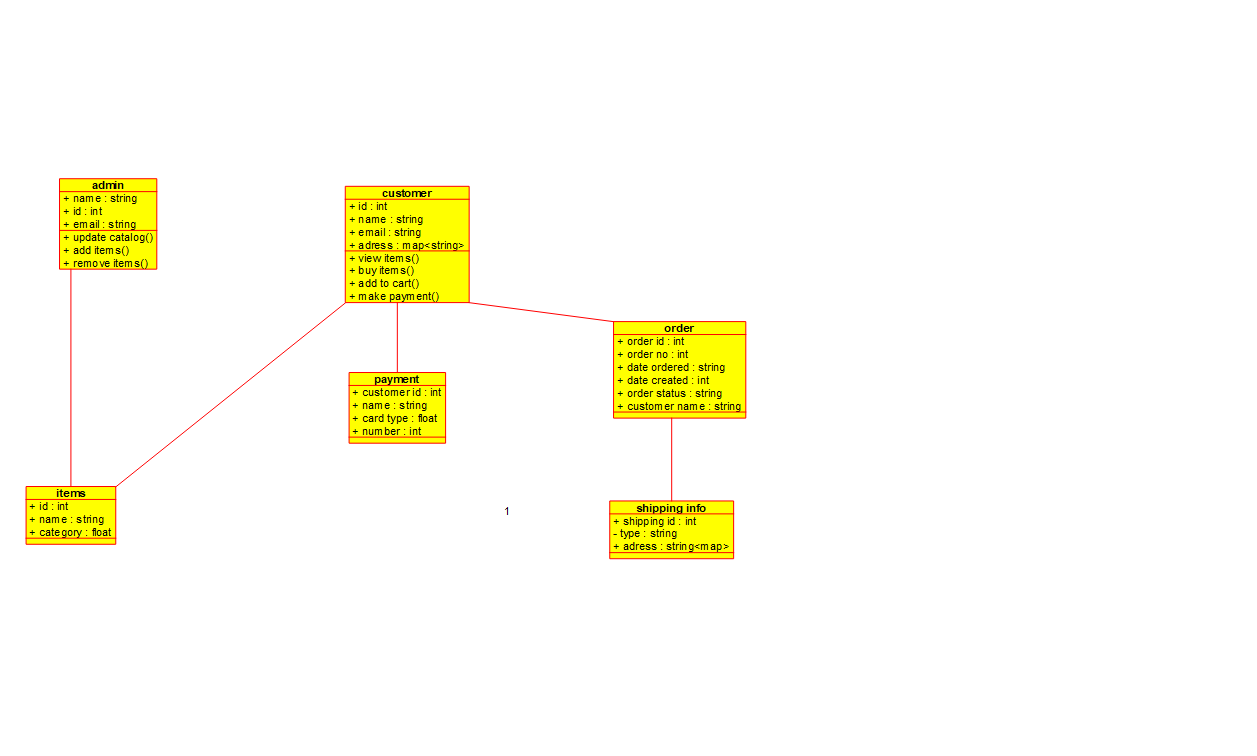 admin
+ name : string
+ id : int
+ email : string
+ update catalog()
+ add items()
+ remove items()
customer
+ id : int
+ name : string
+ email : string
+ adress : map<string>
+ view items()
+ buy items()
+ add to cart()
+ make payment()
order
+ order id : int
+ order no : int
+ date ordered : string
+ date created : int
+ order status : string
+ customer name : string
payment
+ customer id : int
+ name : string
+ card type : float
+ number : int
items
+ id : int
+ name : string
+ category : float
1
shipping info
+ shipping id : int
- type : string
+ adress : string<map>